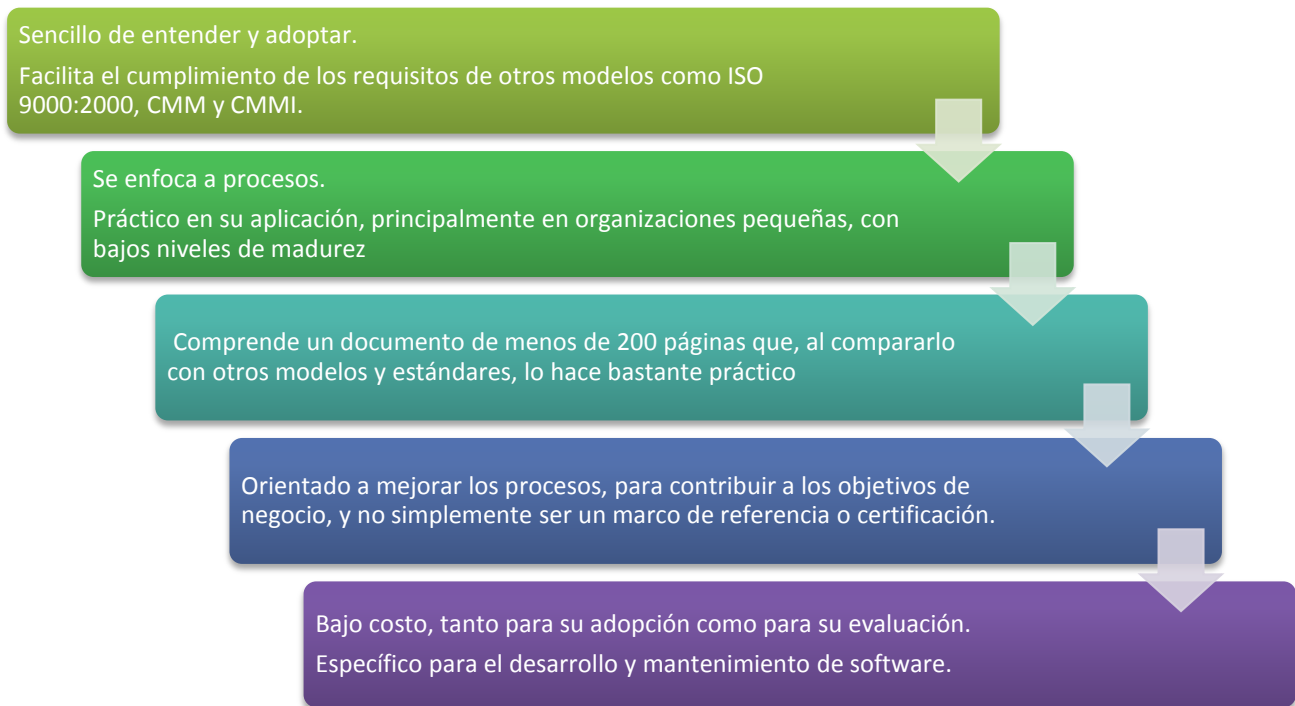 Sencillo de entender y adoptar.
Facilita el cumplimiento de los requisitos de otros modelos como ISO
9000:2000, CMM y CMMI.
Se enfoca a procesos.
Práctico en su aplicación, principalmente en organizaciones pequeñas, con
bajos niveles de madurez
Comprende un documento de menos de 200 páginas que, al compararlo
con otros modelos y estándares, lo hace bastante práctico
Orientado a mejorar los procesos, para contribuir a los objetivos de
negocio, y no simplemente ser un marco de referencia o certificación.
Bajo costo, tanto para su adopción como para su evaluación.
Específico para el desarrollo y mantenimiento de software.